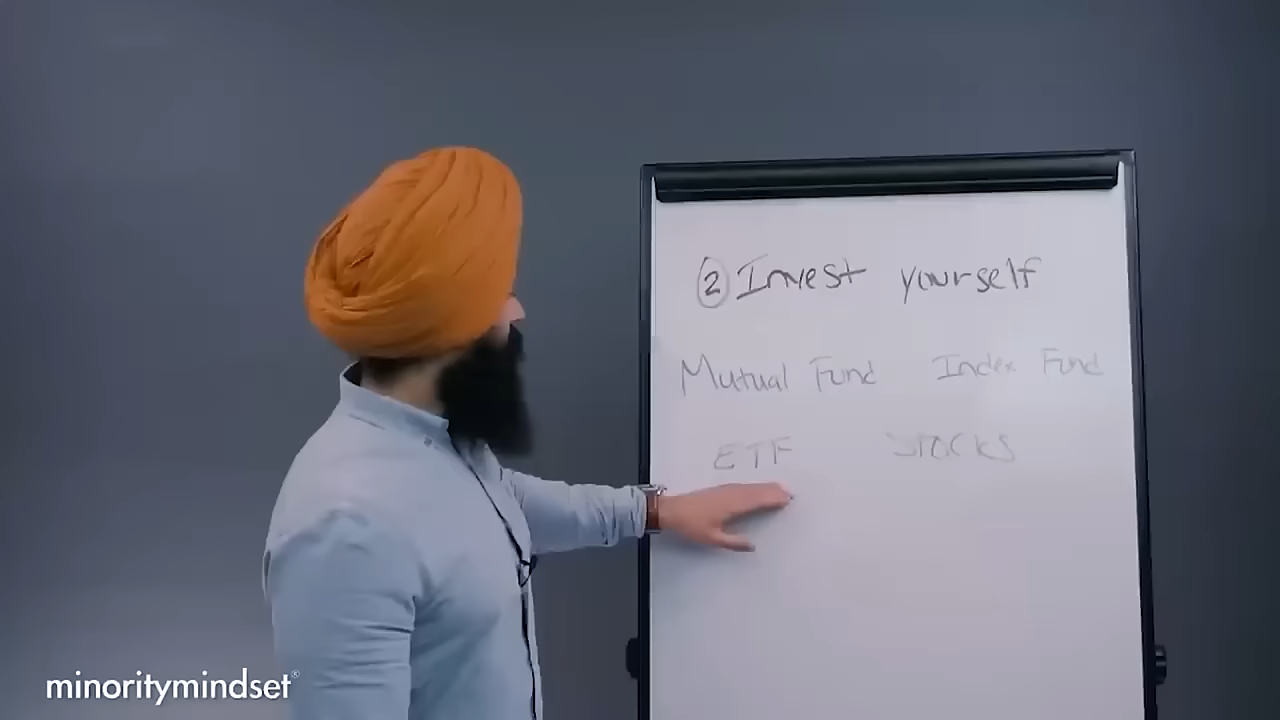 ② Invest yourself
Mutual Fund Index Fund
ETF STOCKS
minoritymindset®